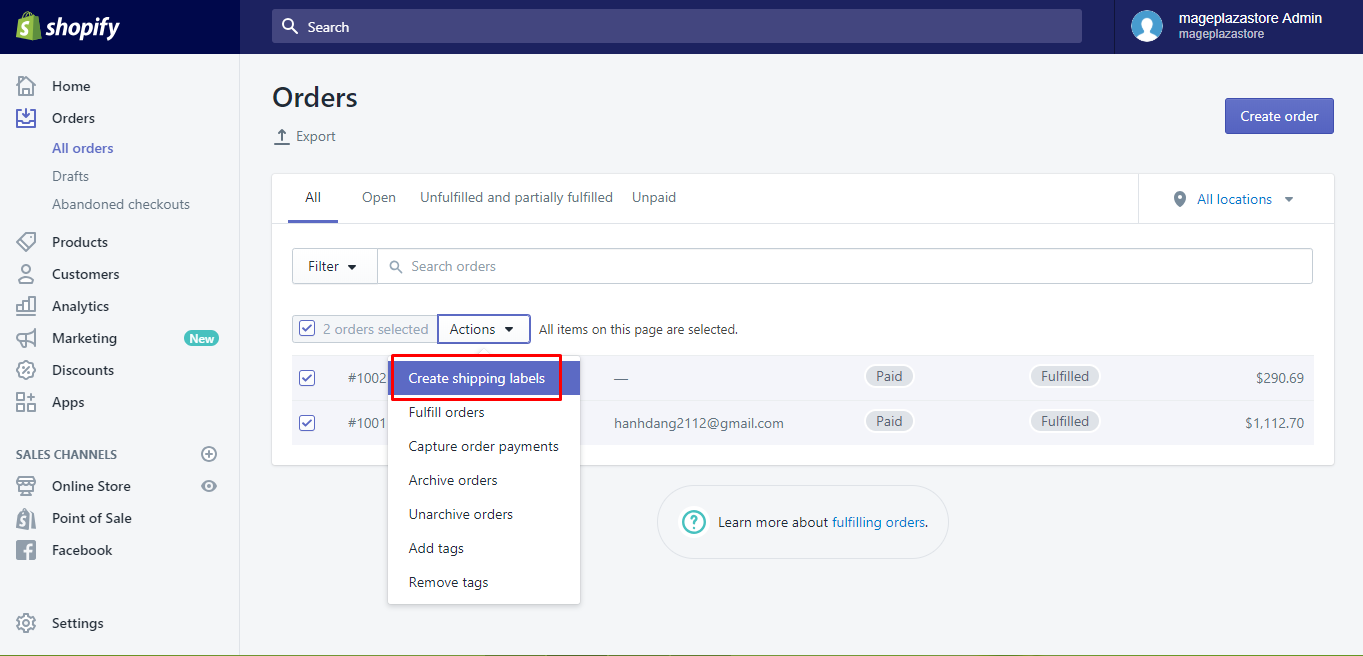 shopify
Search
mageplazastore Admin
mageplazastore
Home
Orders
All orders
Drafts
Abandoned checkouts
Products
Customers
Analytics
Marketing New
Discounts
Apps
SALES CHANNELS
Online Store
Point of Sale
Facebook
Settings
Orders
Export
Create order
All Open Unfulfilled and partially fulfilled Unpaid All locations
Filter Search orders
2 orders selected Actions All items on this page are selected.
#1002 — Paid Fulfilled $290.69
#1001 hanhdang2112@gmail.com Paid Fulfilled $1,112.70
Create shipping labels
Fulfill orders
Capture order payments
Archive orders
Unarchive orders
Add tags
Remove tags
Learn more about fulfilling orders.